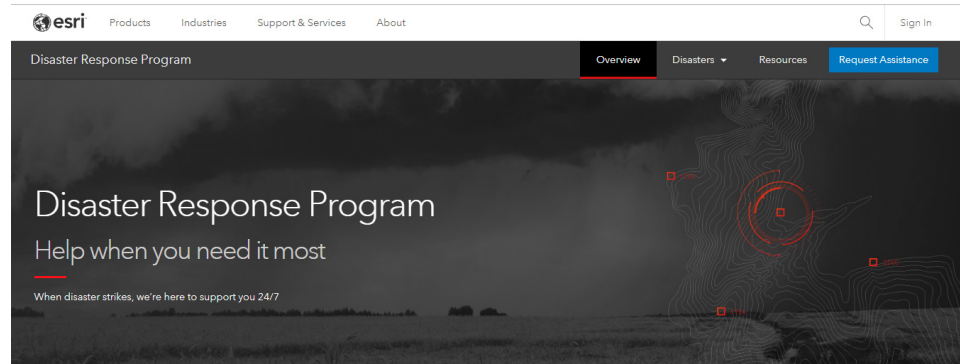 esri Products Industries Support & Services About Sign In
Disaster Response Program Overview Disasters Resources Request Assistance
Disaster Response Program
Help when you need it most
When disaster strikes, we're here to support you 24/7